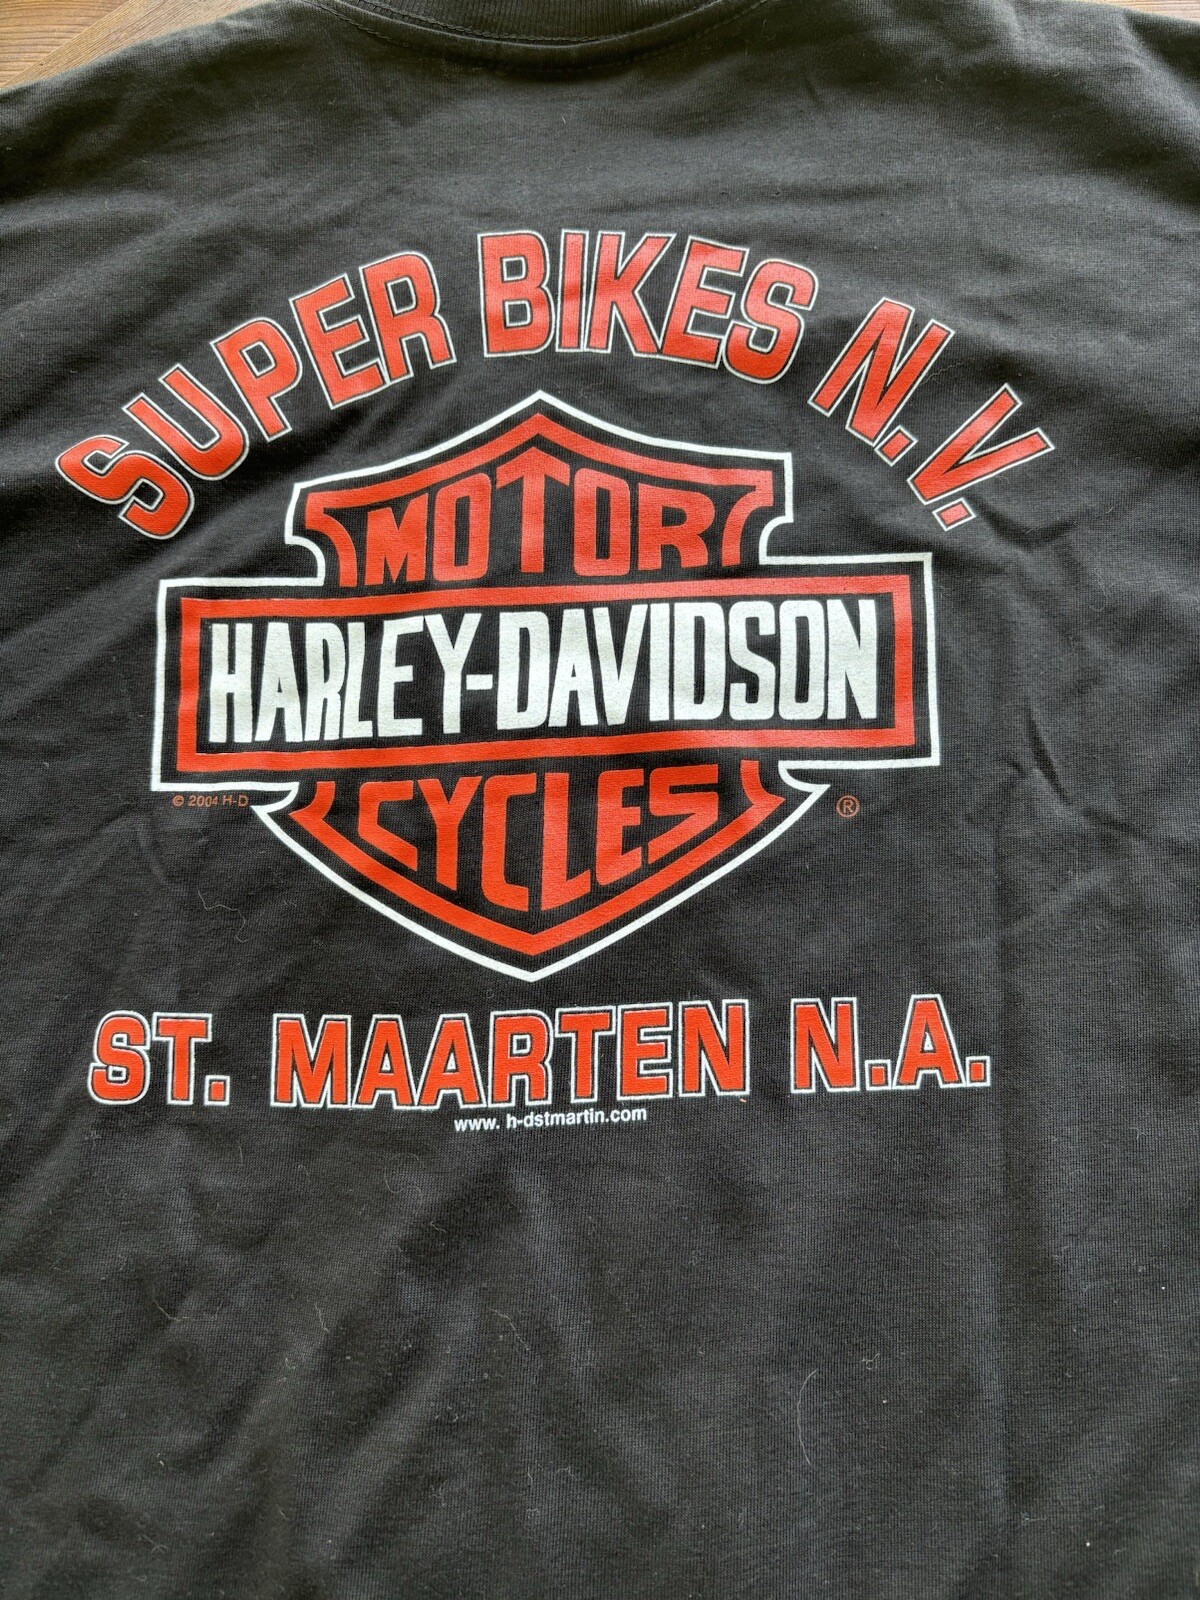 SUPER BIKES N.V.
MOTOR
HARLEY-DAVIDSON
CYCLES
© 2004 H-D
®
ST. MAARTEN N.A.
www. h-dstmartin.com